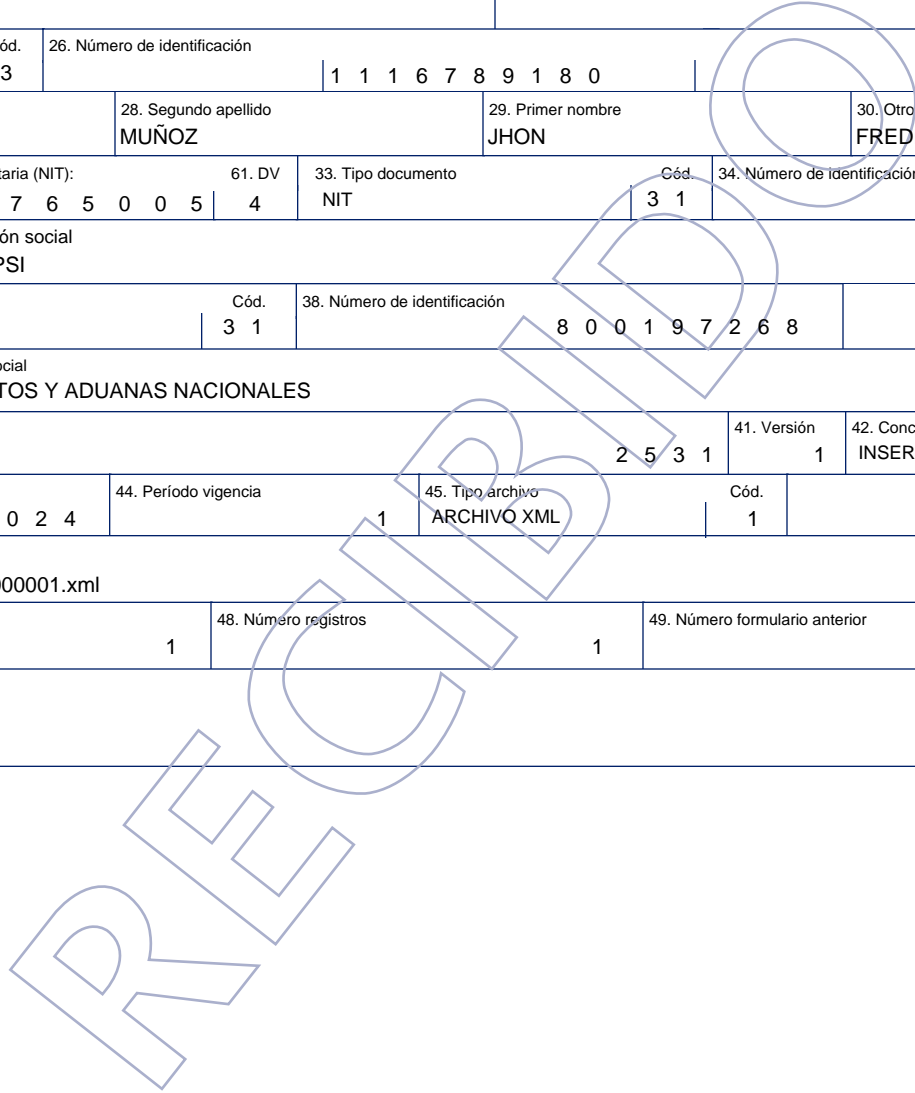 ód. 26. Número de identificación
3 1 1 1 6 7 8 9 1 8 0
28. Segundo apellido 29. Primer nombre 30. Otro
MUÑOZ JHON FRED
taria (NIT): 61. DV 33. Tipo documento Cód. 34. Número de identificación
7 6 5 0 0 5 4 NIT 3 1
ón social
PSI
Cód. 38. Número de identificación
3 1 8 0 0 1 9 7 2 6 8
ocial
TOS Y ADUANAS NACIONALES
41. Versión 42. Conc
2 5 3 1 1 INSER
44. Período vigencia 45. Tipo archivo Cód.
0 2 4 1 ARCHIVO XML 1
000001.xml
48. Número registros 49. Número formulario anterior
1 1
RECIBIDO